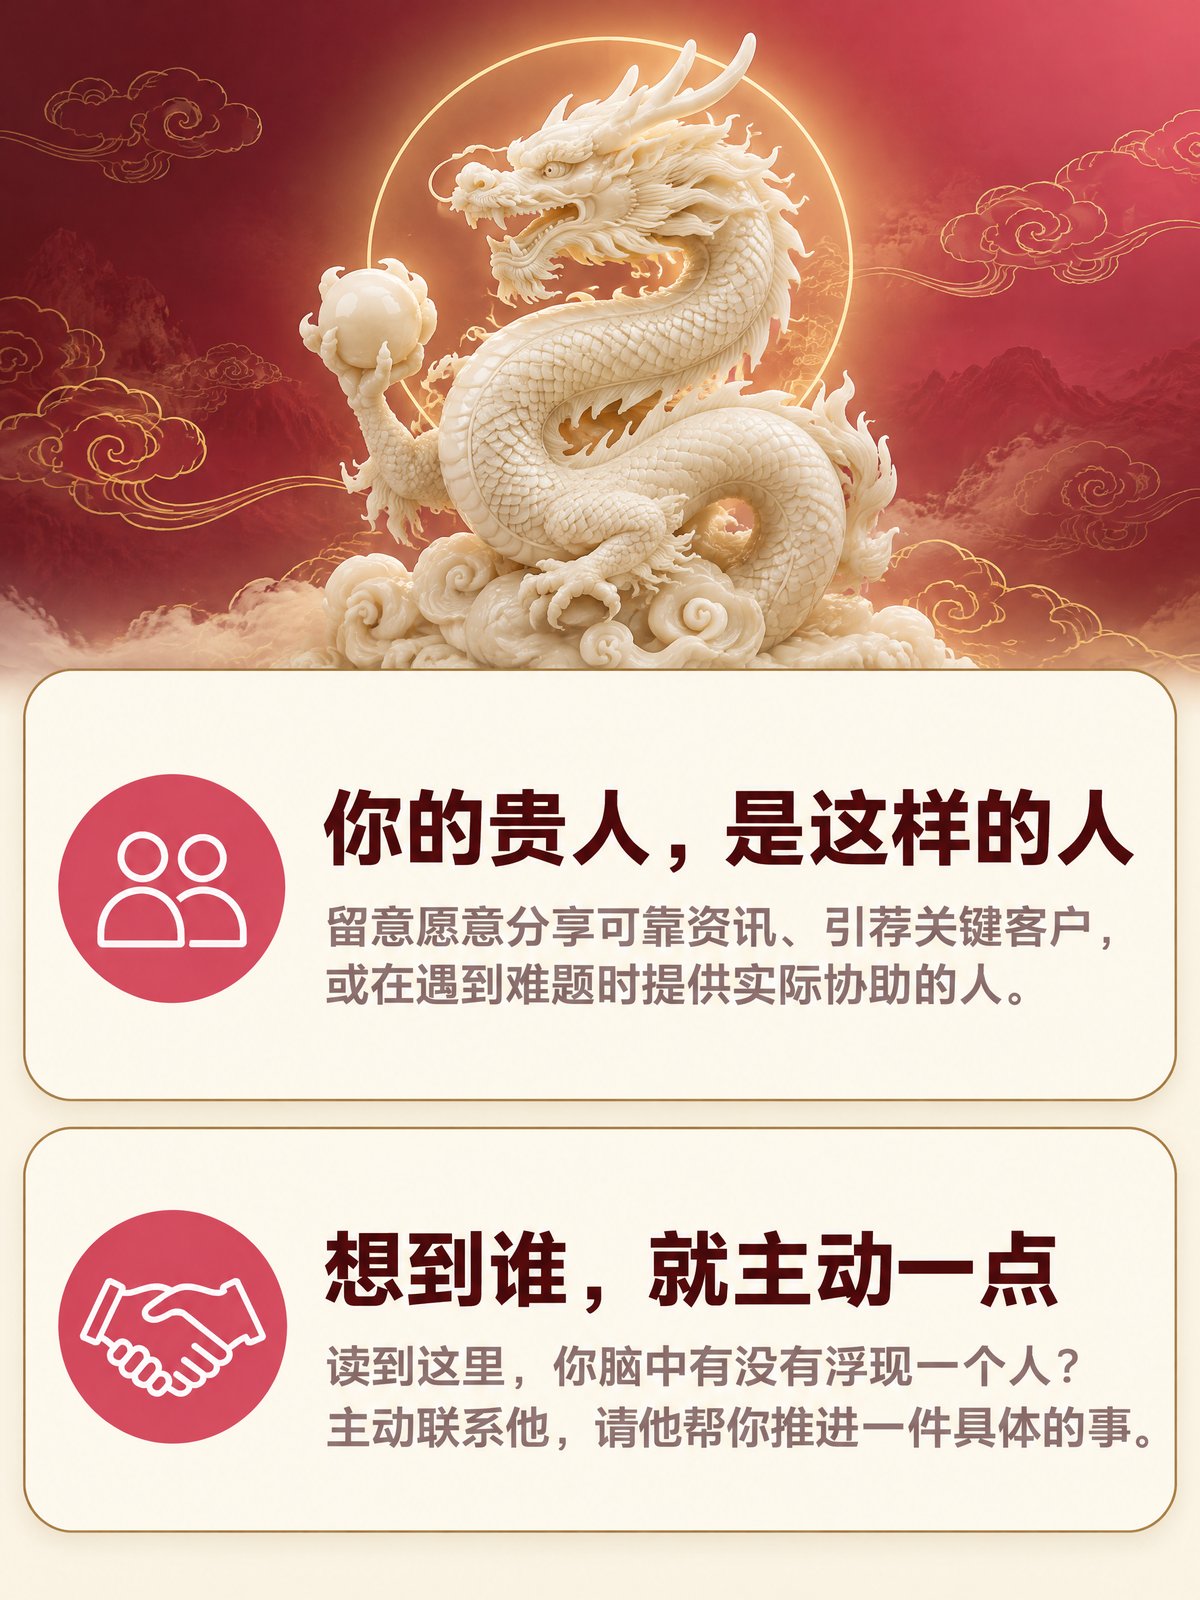 你的贵人，是这样的人
留意愿意分享可靠资讯、引荐关键客户，
或在遇到难题时提供实际协助的人。
想到谁，就主动一点
读到这里，你脑中有没有浮现一个人？
主动联系他，请他帮你推进一件具体的事。